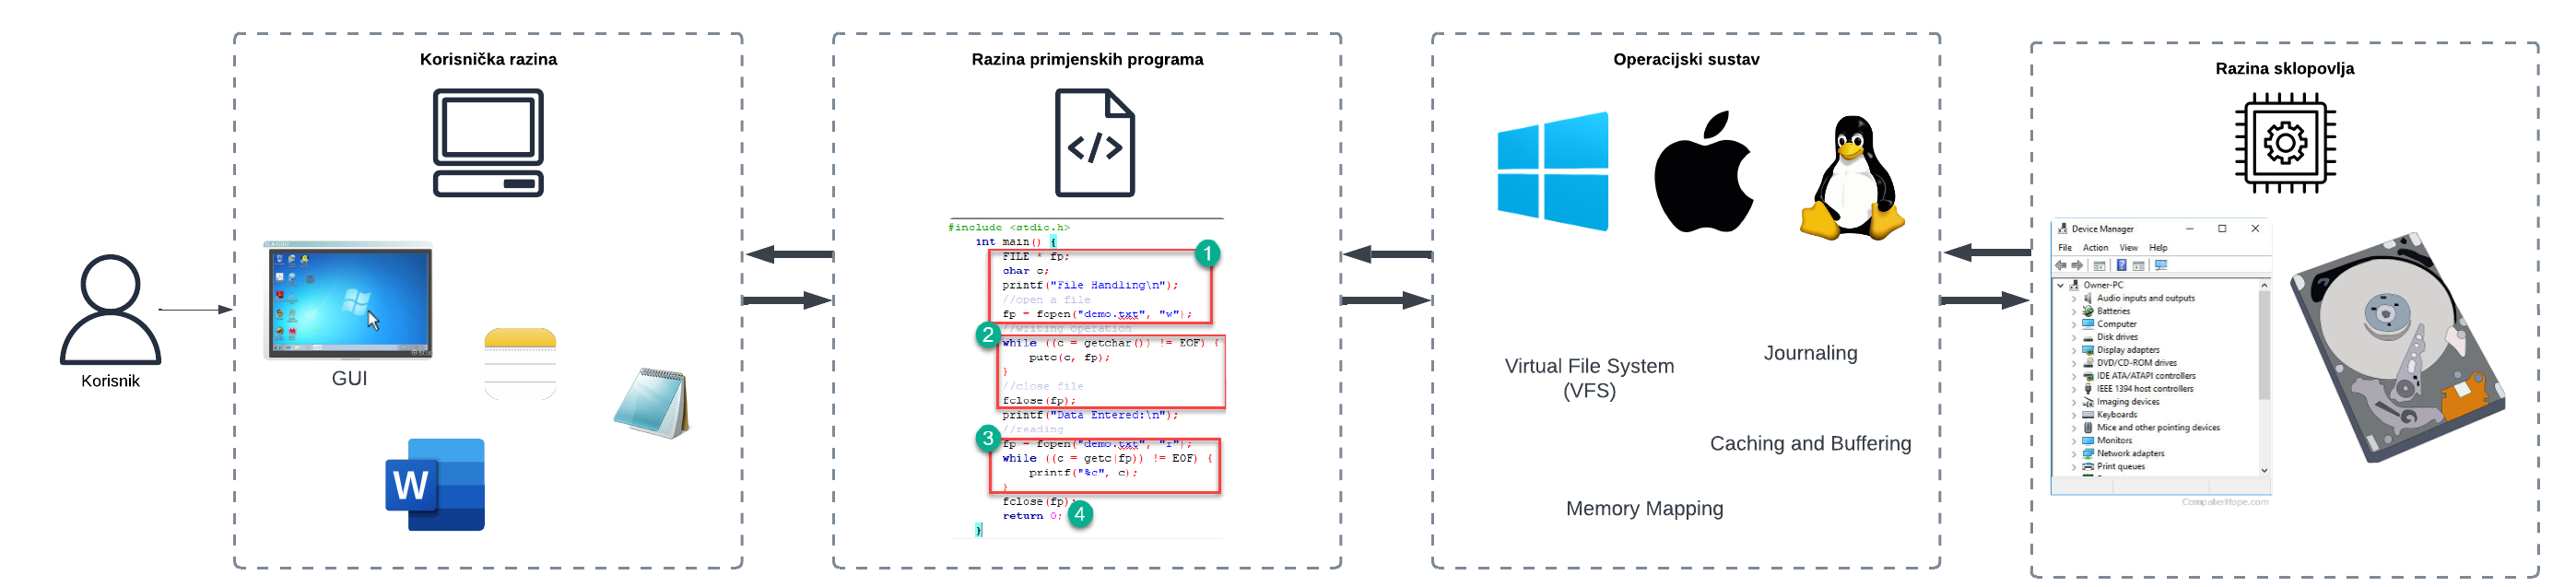 Korisnik
Korisnička razina
GUI
W
Razina primjenskih programa
</>
#include <stdio.h>
int main() {
FILE * fp;
char c;
printf("File Handling\n");
//open a file
fp = fopen("demo.txt", "w");
//writing operation
while ((c = getchar()) != EOF) {
putc(c, fp);
}
//close file
fclose(fp);
printf("Data Entered:\n");
//reading
fp = fopen("demo.txt", "r");
while ((c = getc(fp)) != EOF) {
printf("%c", c);
}
fclose(fp);
return 0;
}
1
2
3
4
Operacijski sustav
Virtual File System
(VFS)
Journaling
Caching and Buffering
Memory Mapping
Razina sklopovlja
Device Manager
File Action View Help
Owner-PC
Audio inputs and outputs
Batteries
Computer
Disk drives
Display adapters
DVD/CD-ROM drives
IDE ATA/ATAPI controllers
IEEE 1394 host controllers
Imaging devices
Keyboards
Mice and other pointing devices
Monitors
Network adapters
Print queues
ComputerHope.com